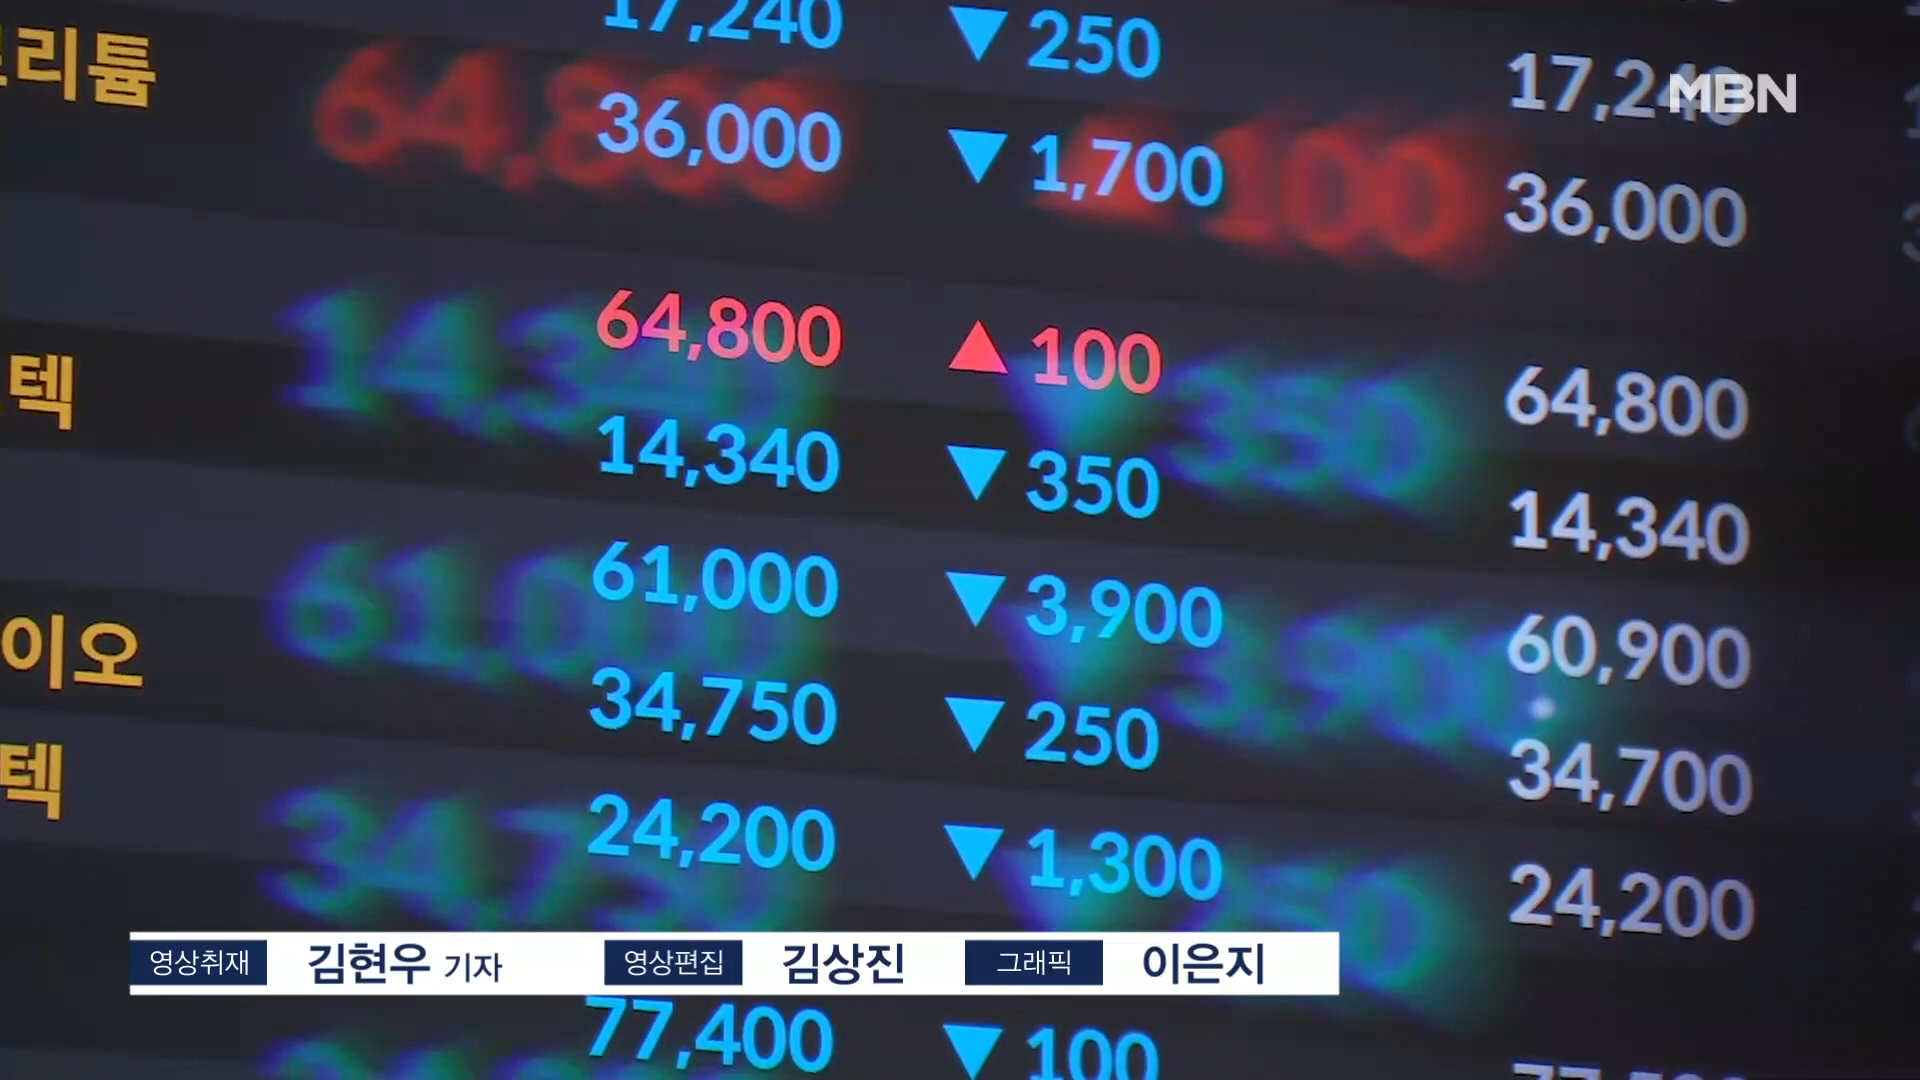 17,240 ▼ 250 17,240
리튬 36,000 ▼ 1,700 36,000
MBN
64,800 ▲ 100 64,800
텍 14,340 ▼ 350 14,340
61,000 ▼ 3,900 60,900
이오 34,750 ▼ 250 34,700
텍 24,200 ▼ 1,300 24,200
영상취재 김현우 기자 영상편집 김상진 그래픽 이은지
77,400 ▼ 100